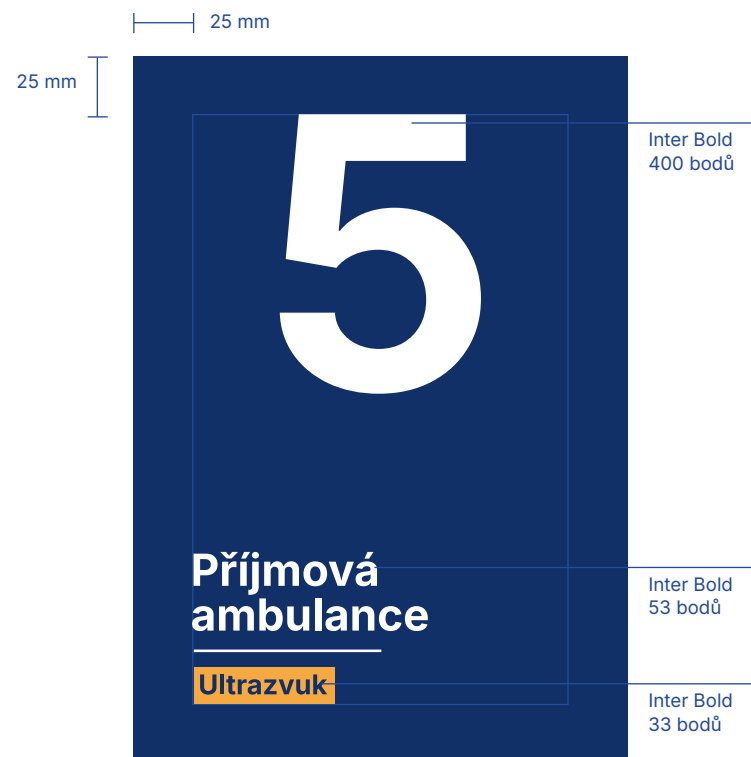 25 mm
25 mm
5
Inter Bold
400 bodů
Příjmová
ambulance
Inter Bold
53 bodů
Ultrazvuk
Inter Bold
33 bodů